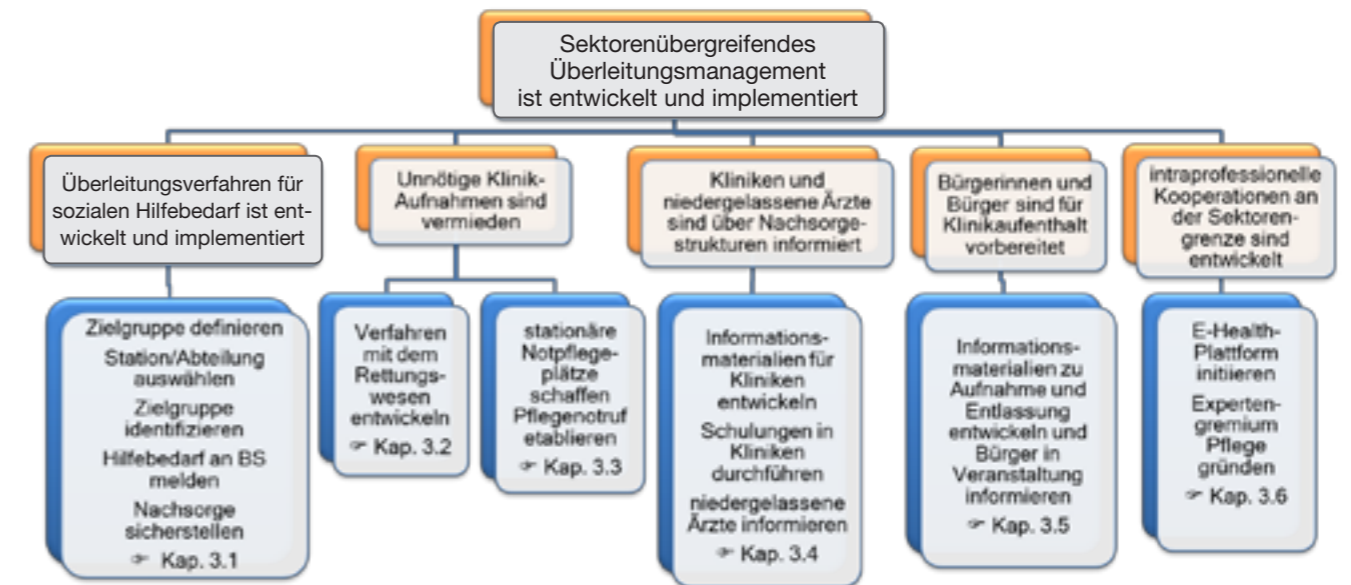 Sektorenübergreifendes
Überleitungsmanagement
ist entwickelt und implementiert
Überleitungsverfahren für
sozialen Hilfebedarf ist ent-
wickelt und implementiert
Unnötige Klinik-
Aufnahmen sind
vermieden
Kliniken und
niedergelassene Ärzte
sind über Nachsorge-
strukturen informiert
Bürgerinnen und
Bürger sind für
Klinikaufenthalt
vorbereitet
intraprofessionelle
Kooperationen an
der Sektoren-
grenze sind
entwickelt
Zielgruppe definieren
Station/Abteilung
auswählen
Zielgruppe
identifizieren
Hilfebedarf an BS
melden
Nachsorge
sicherstellen
☞ Kap. 3.1
Verfahren
mit dem
Rettungs-
wesen
entwickeln
☞ Kap. 3.2
stationäre
Notpflege-
plätze
schaffen
Pflegenotruf
etablieren
☞ Kap. 3.3
Informations-
materialien für
Kliniken
entwickeln
Schulungen in
Kliniken
durchführen
niedergelassene
Ärzte informieren
☞ Kap. 3.4
Informations-
materialien zu
Aufnahme und
Entlassung
entwickeln und
Bürger in
Veranstaltung
informieren
☞ Kap. 3.5
E-Health-
Plattform
initiieren
Experten-
gremium
Pflege
gründen
☞ Kap. 3.6